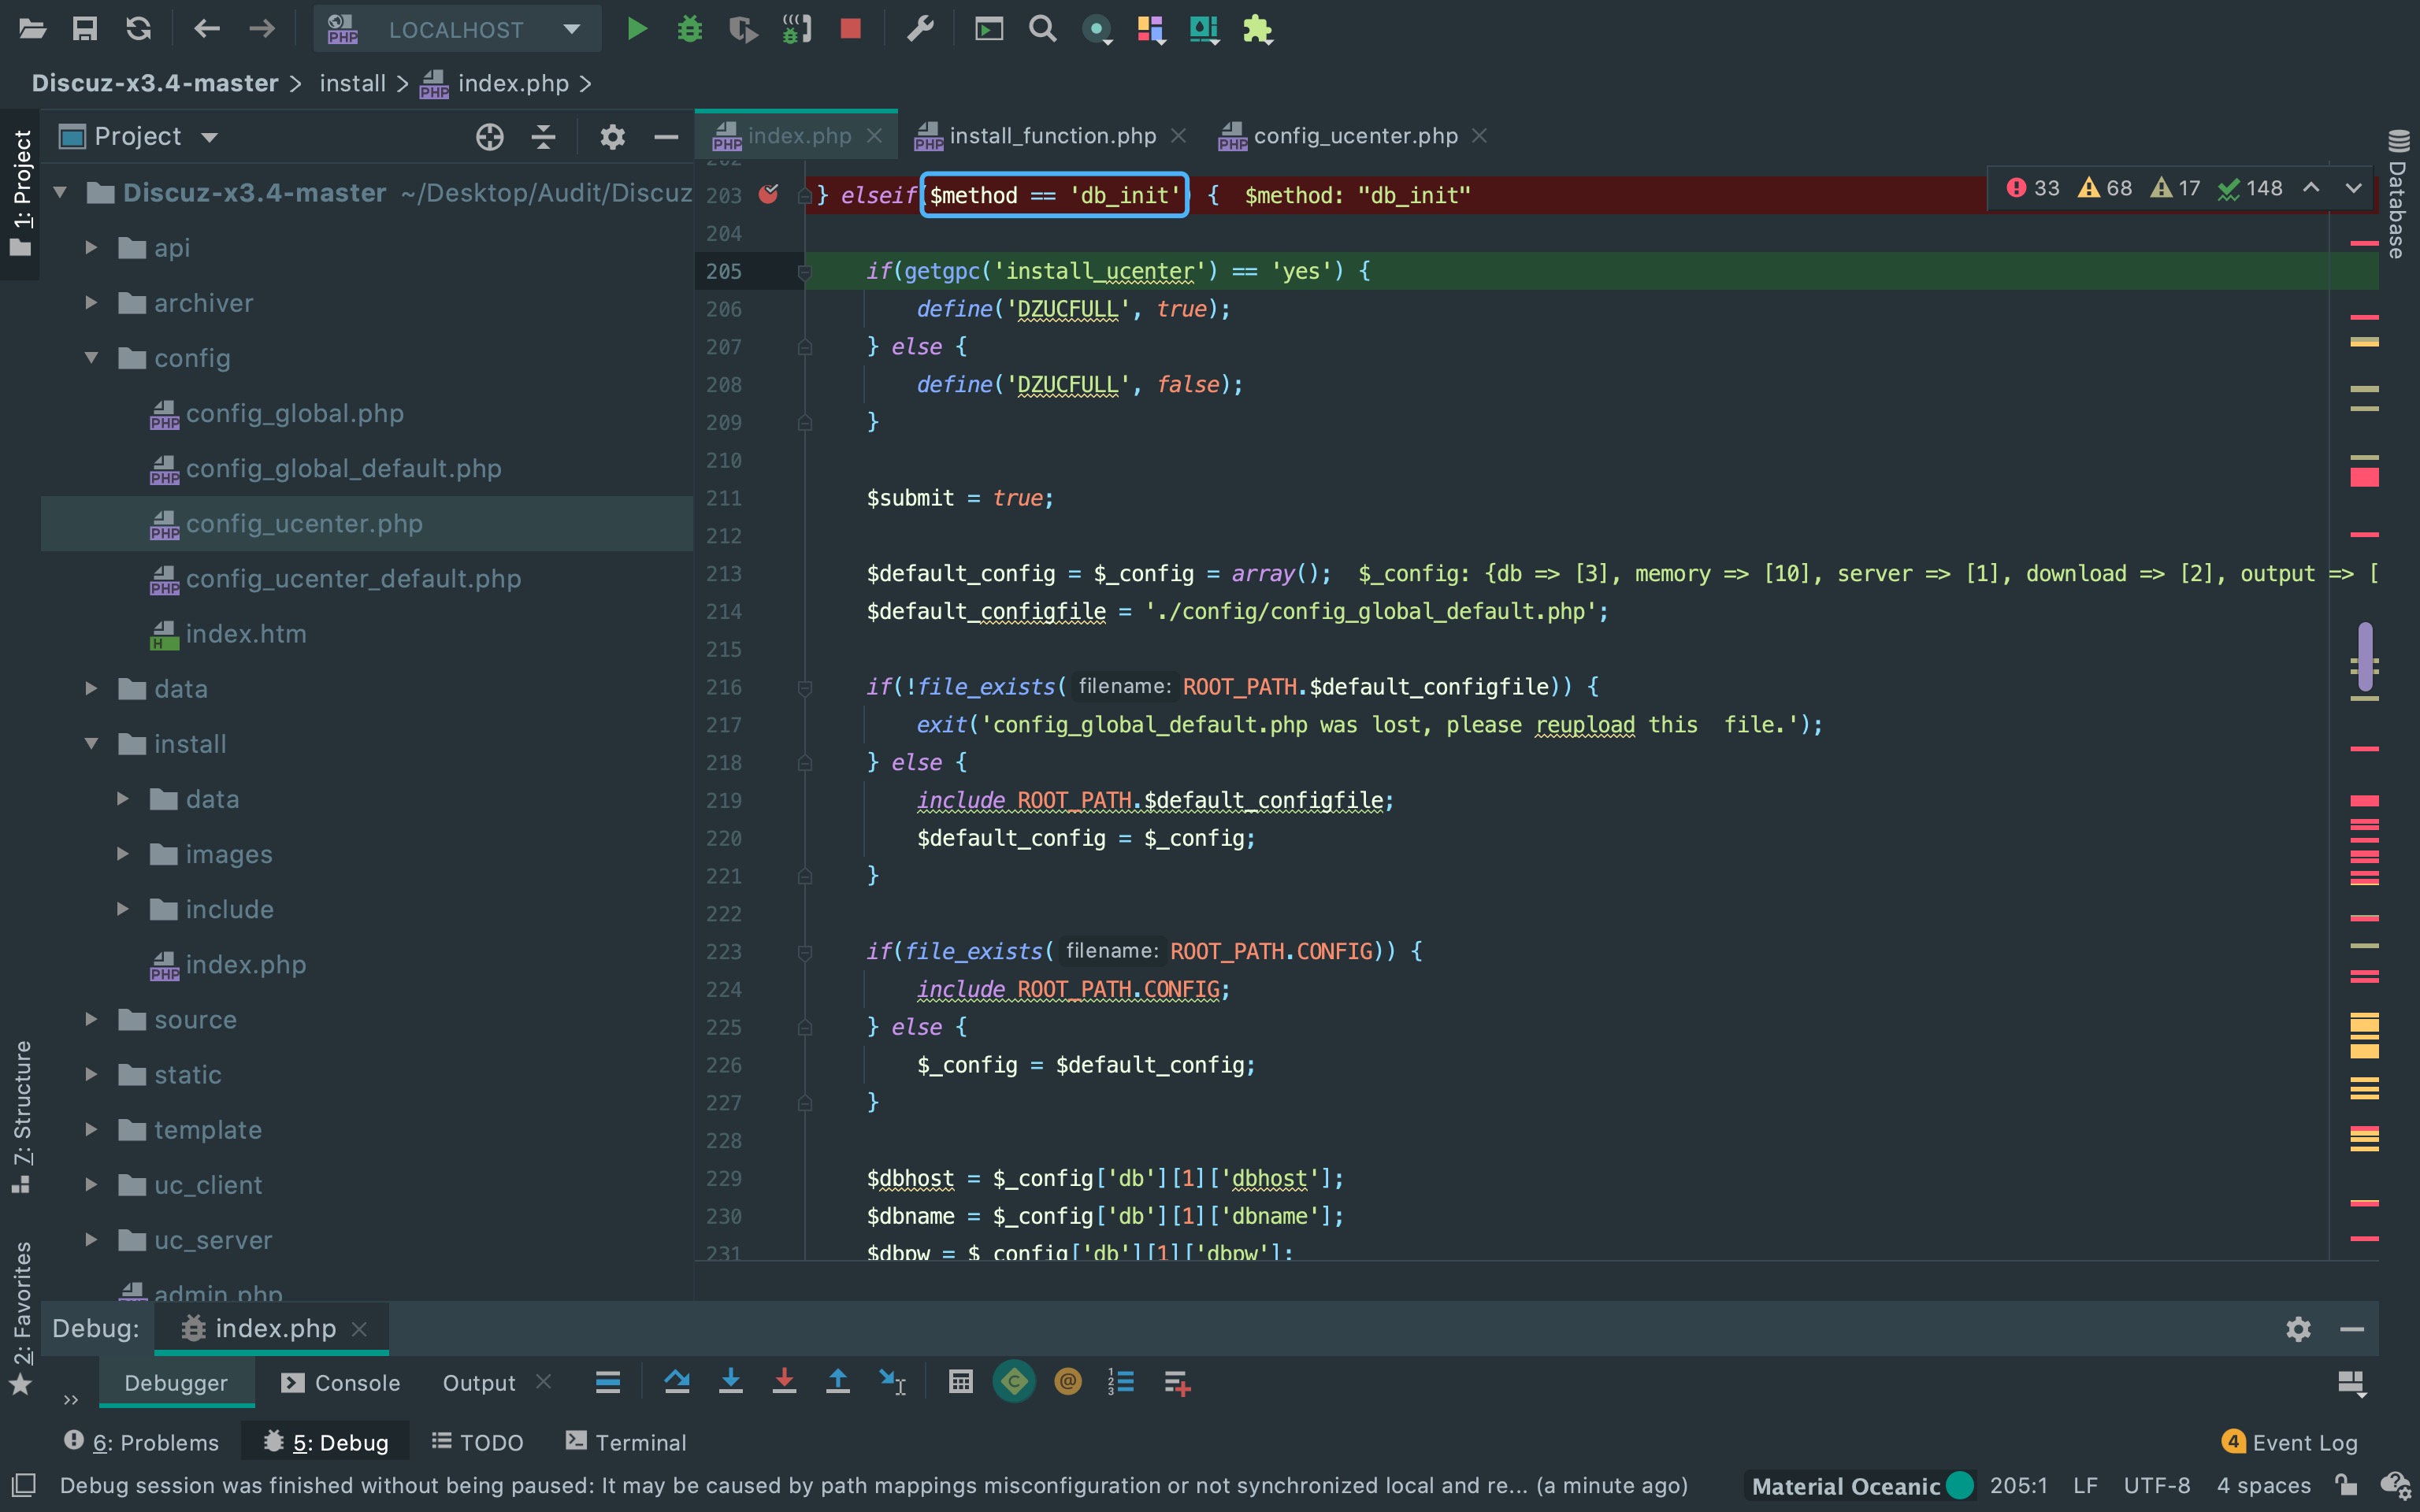 LOCALHOST
Discuz-x3.4-master > install > index.php >
Project
index.php
install_function.php
config_ucenter.php
1: Project
7: Structure
2: Favorites
Database
Discuz-x3.4-master ~/Desktop/Audit/Discuz
api
archiver
config
config_global.php
config_global_default.php
config_ucenter.php
config_ucenter_default.php
index.htm
data
install
data
images
include
index.php
source
static
template
uc_client
uc_server
admin.php
33 68 17 148
202
203 } elseif($method == 'db_init') { $method: "db_init"
204
205 if(getgpc('install_ucenter') == 'yes') {
206 define('DZUCFULL', true);
207 } else {
208 define('DZUCFULL', false);
209 }
210
211 $submit = true;
212
213 $default_config = $_config = array(); $_config: {db => [3], memory => [10], server => [1], download => [2], output => [
214 $default_configfile = './config/config_global_default.php';
215
216 if(!file_exists( filename: ROOT_PATH.$default_configfile)) {
217 exit('config_global_default.php was lost, please reupload this  file.');
218 } else {
219 include ROOT_PATH.$default_configfile;
220 $default_config = $_config;
221 }
222
223 if(file_exists( filename: ROOT_PATH.CONFIG)) {
224 include ROOT_PATH.CONFIG;
225 } else {
226 $_config = $default_config;
227 }
228
229 $dbhost = $_config['db'][1]['dbhost'];
230 $dbname = $_config['db'][1]['dbname'];
231 $dbpw = $_config['db'][1]['dbpw'];
Debug: index.php
Debugger Console Output
6: Problems 5: Debug TODO Terminal 4 Event Log
Debug session was finished without being paused: It may be caused by path mappings misconfiguration or not synchronized local and re... (a minute ago) Material Oceanic 205:1 LF UTF-8 4 spaces